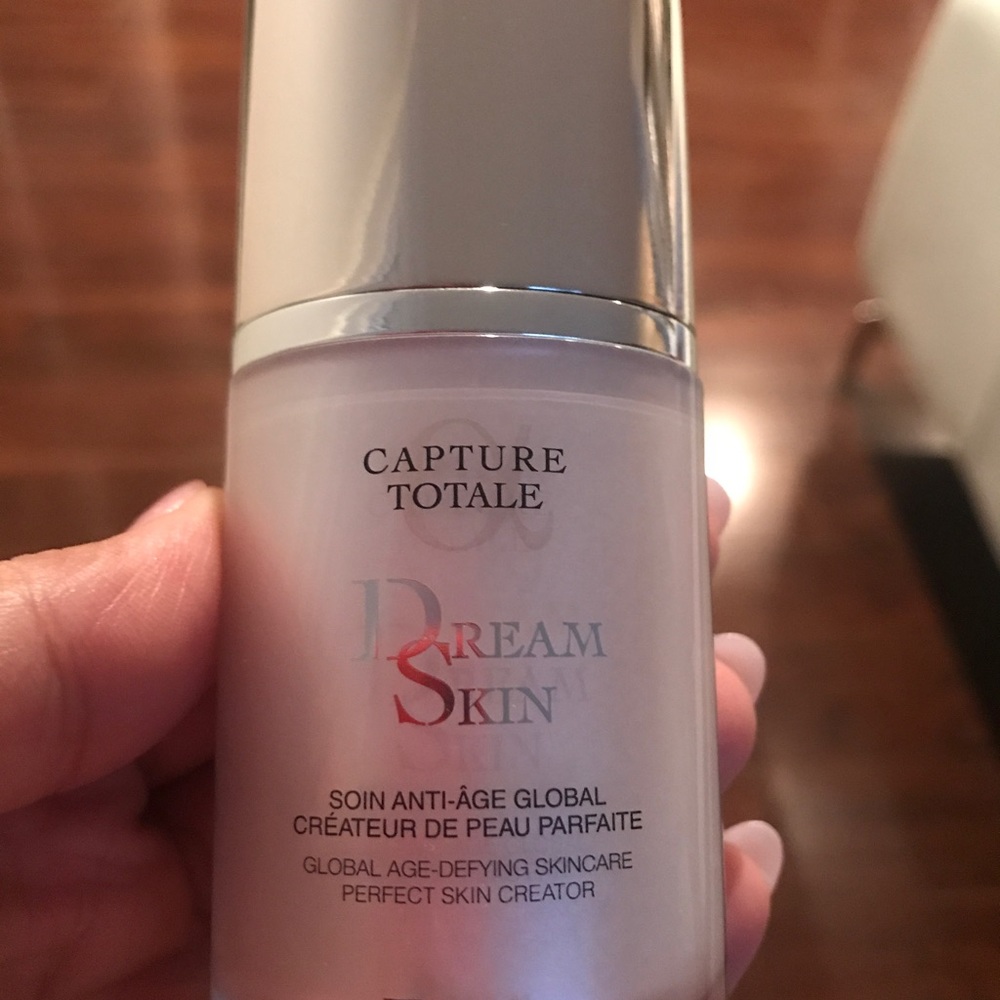 CAPTURE
TOTALE
DREAM
SKIN
SOIN ANTI-ÂGE GLOBAL
CRÉATEUR DE PEAU PARFAITE
GLOBAL AGE-DEFYING SKINCARE
PERFECT SKIN CREATOR